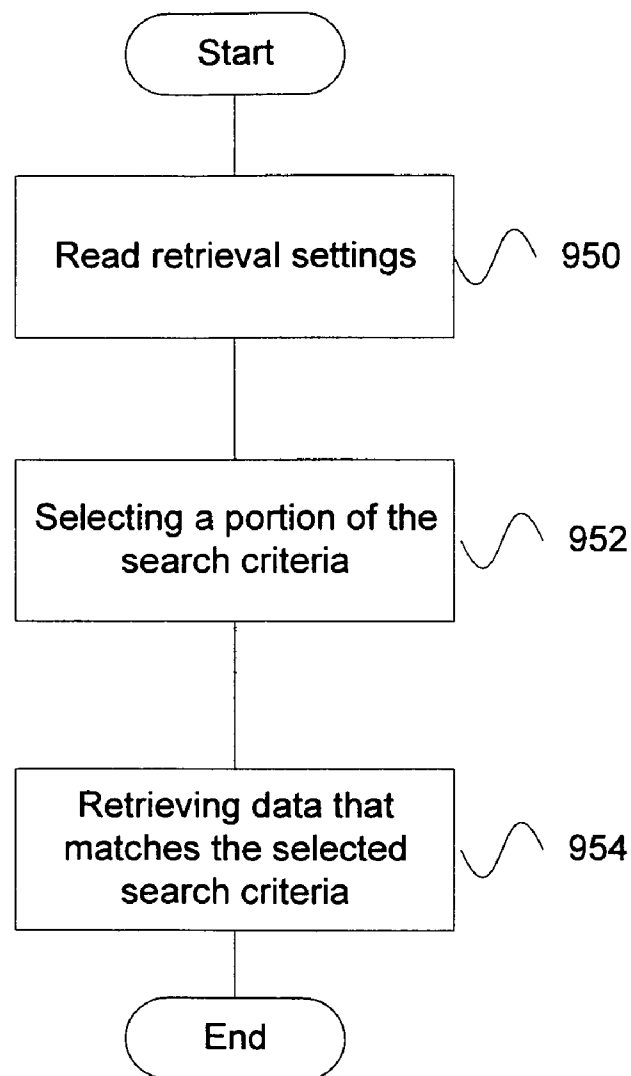 Start
Read retrieval settings
950
Selecting a portion of the
search criteria
952
Retrieving data that
matches the selected
search criteria
954
End